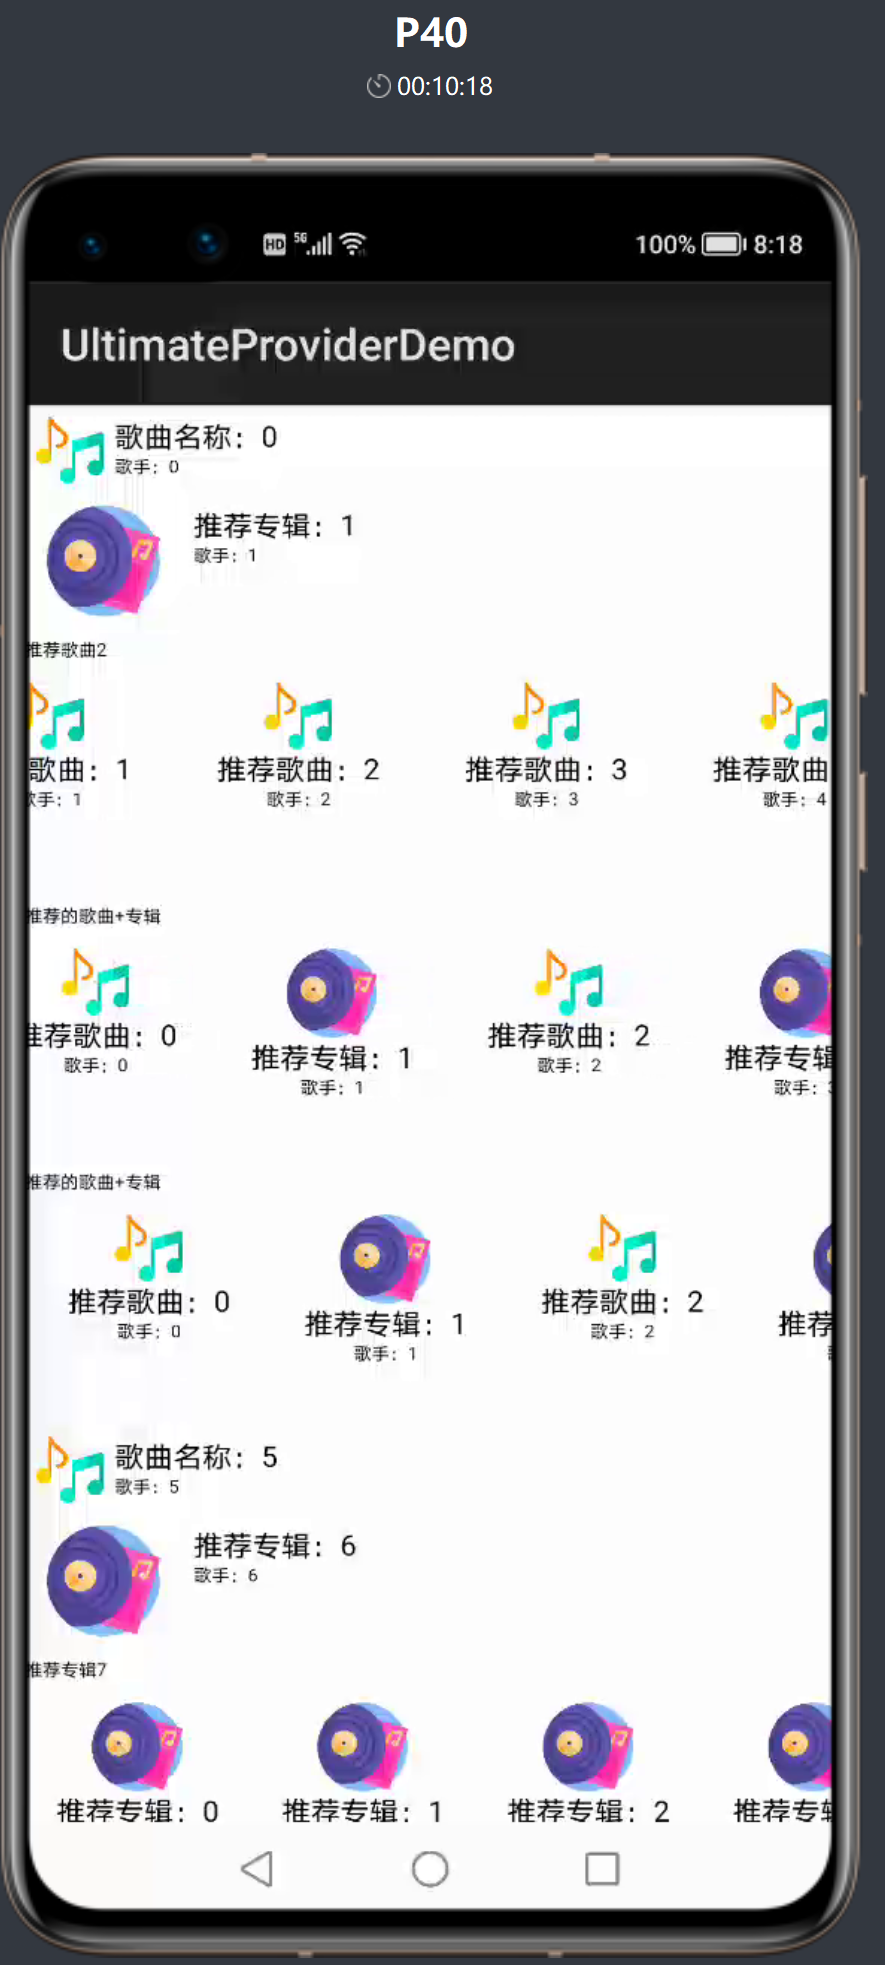 P40
00:10:18
HD 5G 100% 8:18
UltimateProviderDemo
歌曲名称：0
歌手：0
推荐专辑：1
歌手：1
推荐歌曲2
歌曲：1 推荐歌曲：2 推荐歌曲：3 推荐歌曲
歌手：1 歌手：2 歌手：3 歌手：4
推荐的歌曲+专辑
推荐歌曲：0 推荐专辑：1 推荐歌曲：2 推荐专辑
歌手：0 歌手：1 歌手：2 歌手：
推荐的歌曲+专辑
推荐歌曲：0 推荐专辑：1 推荐歌曲：2 推荐
歌手：0 歌手：1 歌手：2
歌曲名称：5
歌手：5
推荐专辑：6
歌手：6
推荐专辑7
推荐专辑：0 推荐专辑：1 推荐专辑：2 推荐专辑